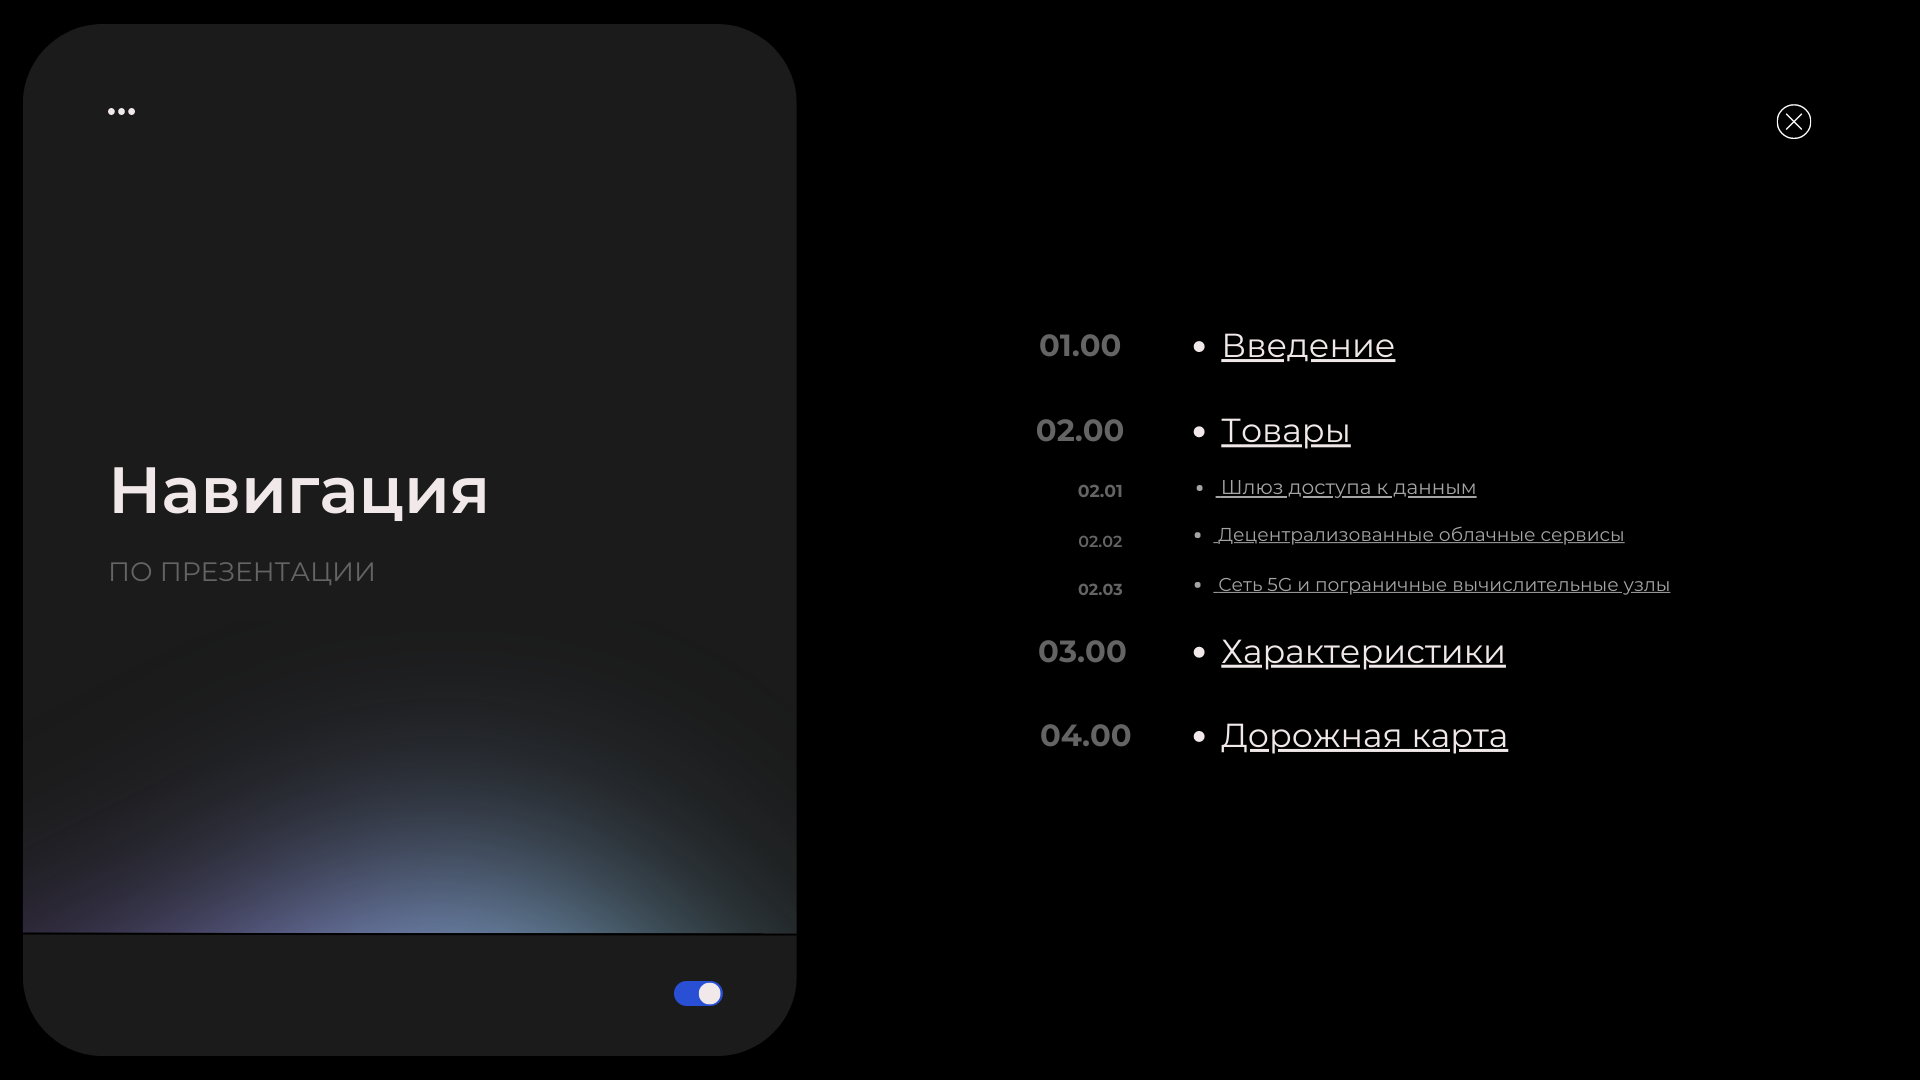 Навигация
ПО ПРЕЗЕНТАЦИИ
01.00 • Введение
02.00 • Товары
02.01 • Шлюз доступа к данным
02.02 • Децентрализованные облачные сервисы
02.03 • Сеть 5G и пограничные вычислительные узлы
03.00 • Характеристики
04.00 • Дорожная карта